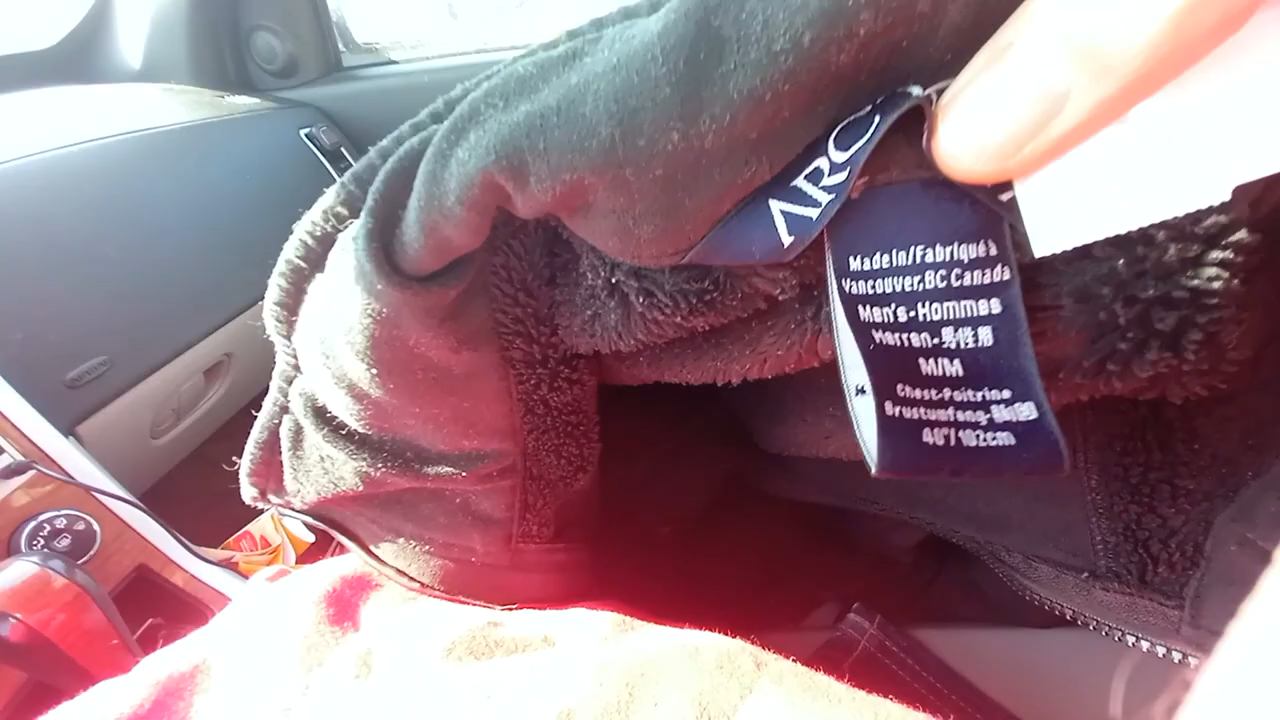 ARC
Made in/Fabriqué à
Vancouver, BC Canada
Men's-Hommes
Herren-男性用
M/M
Chest-Poitrine
Brustumfang-胸囲
40"/102cm
AIRBAG